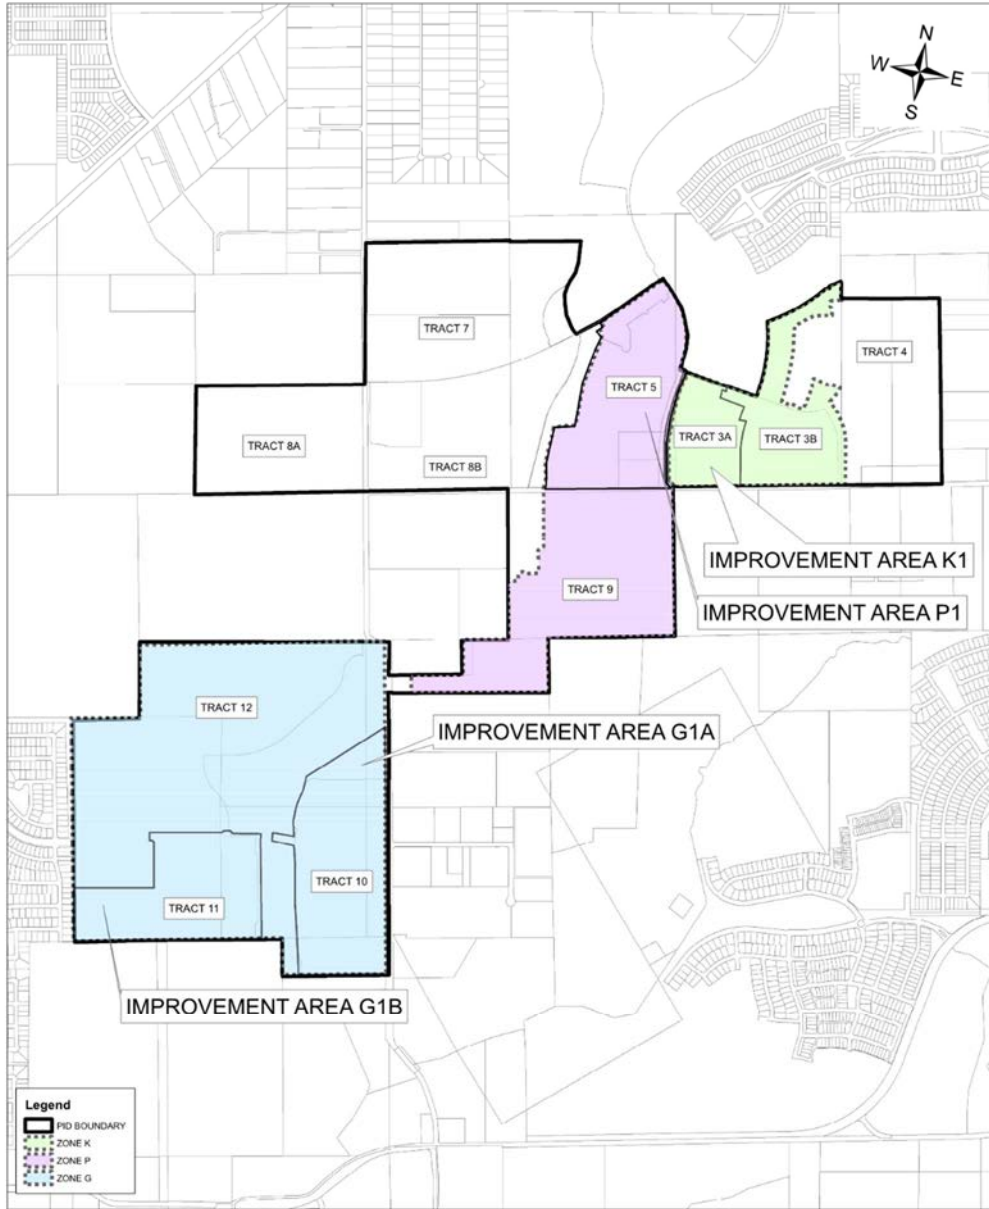 N
W
E
S
TRACT 7
TRACT 4
TRACT 5
TRACT 3A
TRACT 3B
TRACT 8A
TRACT 8B
IMPROVEMENT AREA K1
TRACT 9
IMPROVEMENT AREA P1
TRACT 12
IMPROVEMENT AREA G1A
TRACT 10
TRACT 11
IMPROVEMENT AREA G1B
Legend
PID BOUNDARY
ZONE K
ZONE P
ZONE G